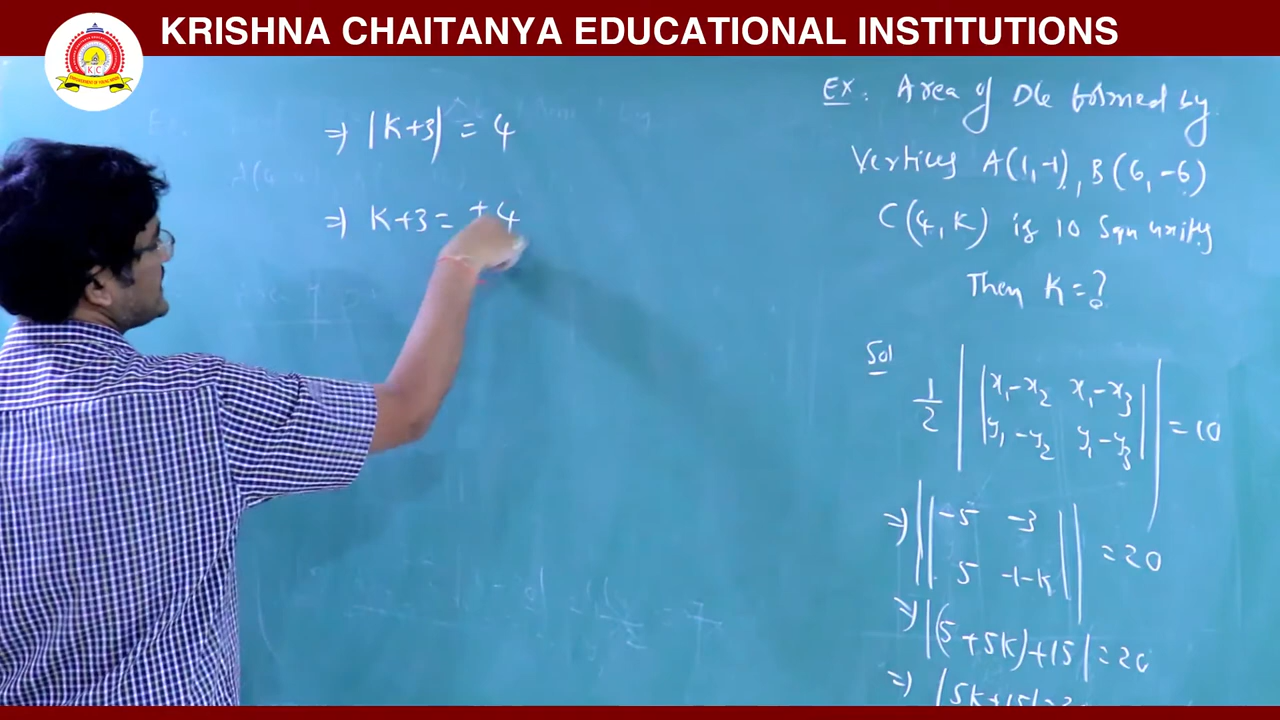 KRISHNA CHAITANYA EDUCATIONAL INSTITUTIONS
K.C
⇒ |K+3| = 4
⇒ K+3 = ± 4
Ex: Area of Dle formed by
Vertices A(1,-1), B(6,-6)
C(4, K) is 10 Squ units
Then K = ?
Sol
1/2 | |x₁-x₂ x₁-x₃| | = 10
|y₁-y₂ y₁-y₃|
⇒ | |-5 -3| | = 20
|5 -1-K|
⇒ |(5+5K)+15| = 20
⇒ |5K+15| = 2